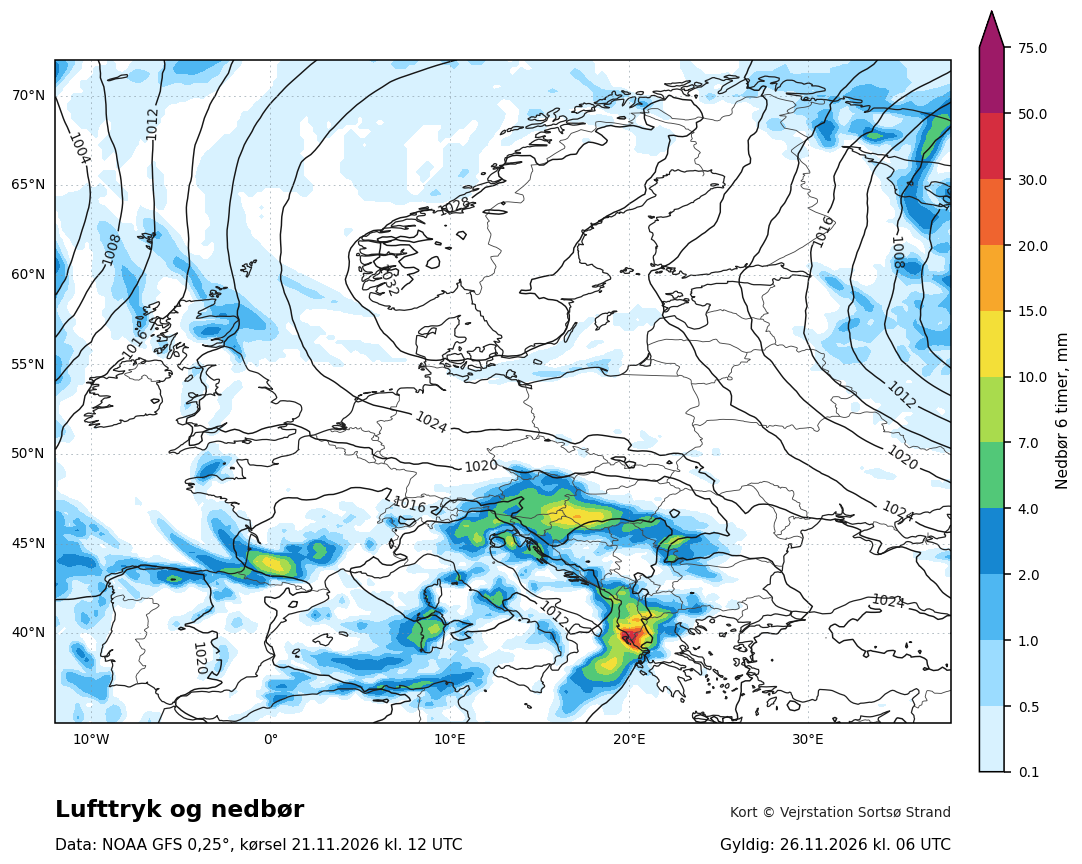 75.0
50.0
30.0
20.0
15.0
10.0
7.0
4.0
2.0
1.0
0.5
0.1
Nedbør 6 timer, mm
70°N
65°N
60°N
55°N
50°N
45°N
40°N
10°W
0°
10°E
20°E
30°E
1004
1012
1008
1016
1028
1032
1016
1008
1012
1024
1020
1020
1016
1024
1012
1024
1020
Lufttryk og nedbør
Kort © Vejrstation Sortsø Strand
Data: NOAA GFS 0,25°, kørsel 21.11.2026 kl. 12 UTC
Gyldig: 26.11.2026 kl. 06 UTC